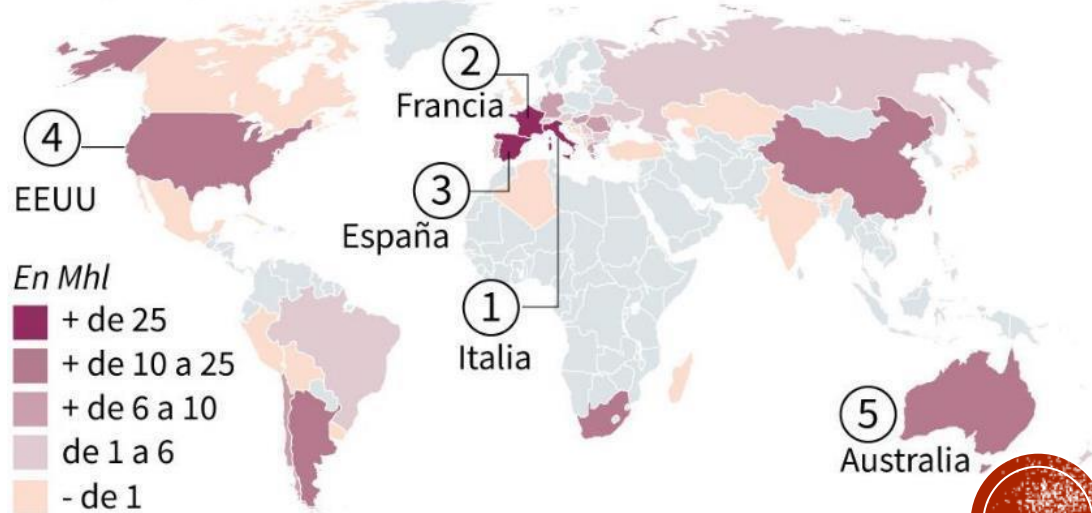 2
Francia
4
EEUU
3
España
1
Italia
5
Australia
En Mhl
+ de 25
+ de 10 a 25
+ de 6 a 10
de 1 a 6
- de 1